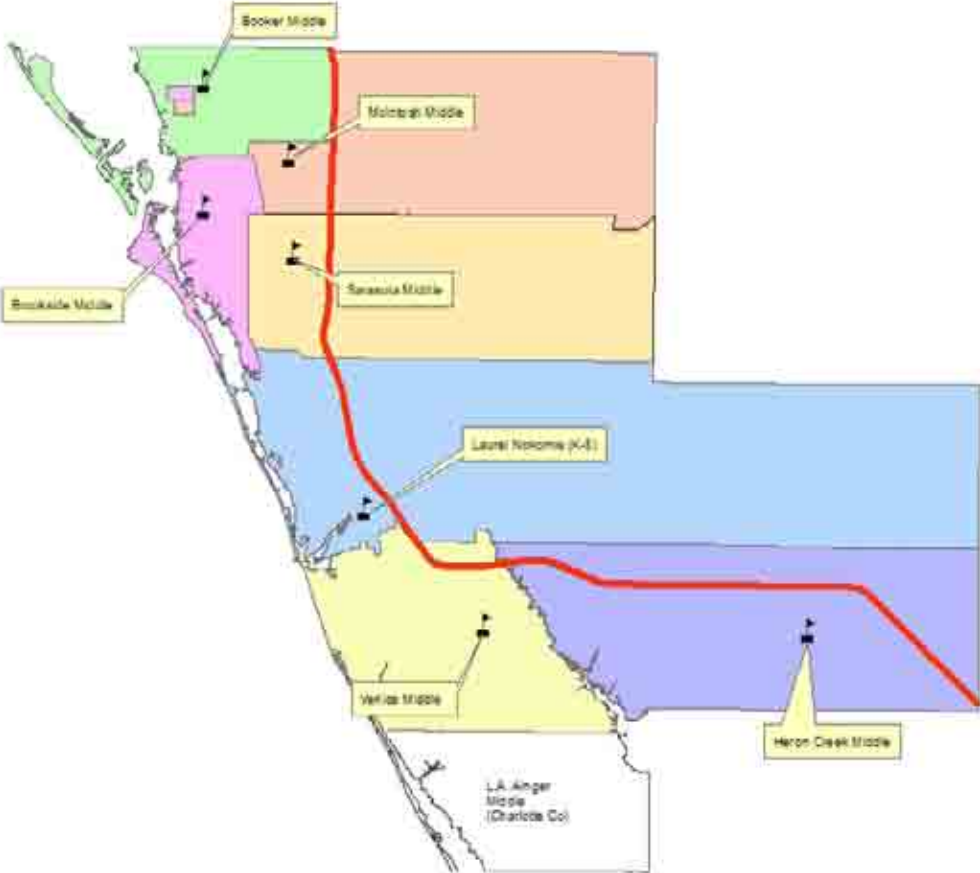 Booker Middle
McIntosh Middle
Sarasota Middle
Brookside Middle
Laurel Nokomis (K-8)
Venice Middle
Heron Creek Middle
L.A. Ainger
Middle
(Charlotte Co)